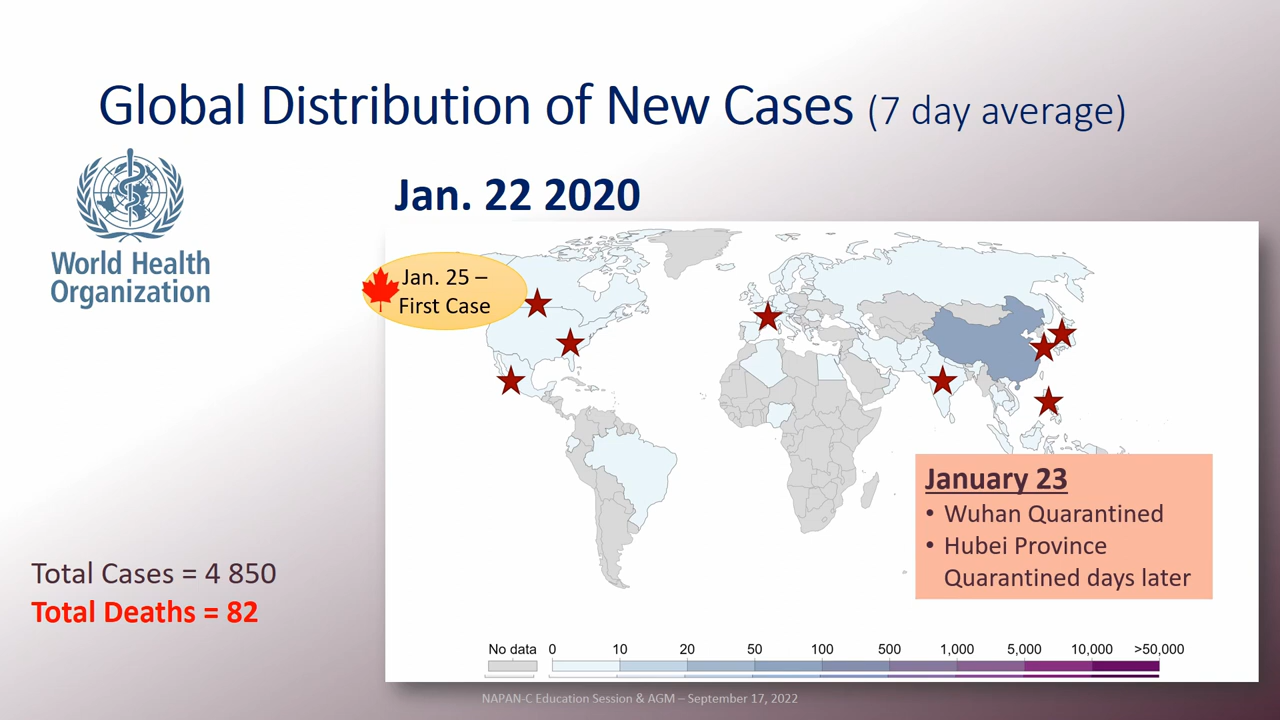 Global Distribution of New Cases (7 day average)
World Health
Organization
Jan. 22 2020
Jan. 25 –
First Case
January 23
• Wuhan Quarantined
• Hubei Province
Quarantined days later
Total Cases = 4 850
Total Deaths = 82
No data 0 10 20 50 100 500 1,000 5,000 10,000 >50,000
NAPAN-C Education Session & AGM – September 17, 2022